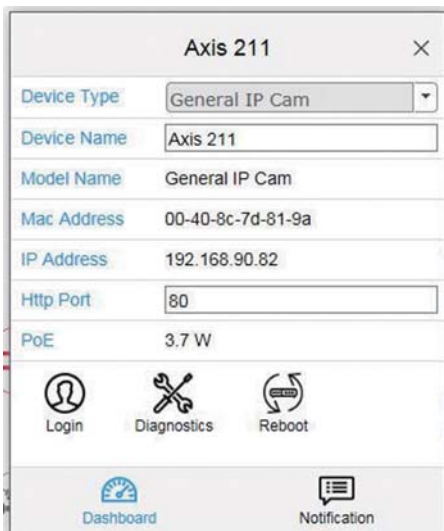 Axis 211
Device Type General IP Cam
Device Name Axis 211
Model Name General IP Cam
Mac Address 00-40-8c-7d-81-9a
IP Address 192.168.90.82
Http Port 80
PoE 3.7 W
Login Diagnostics Reboot
Dashboard Notification